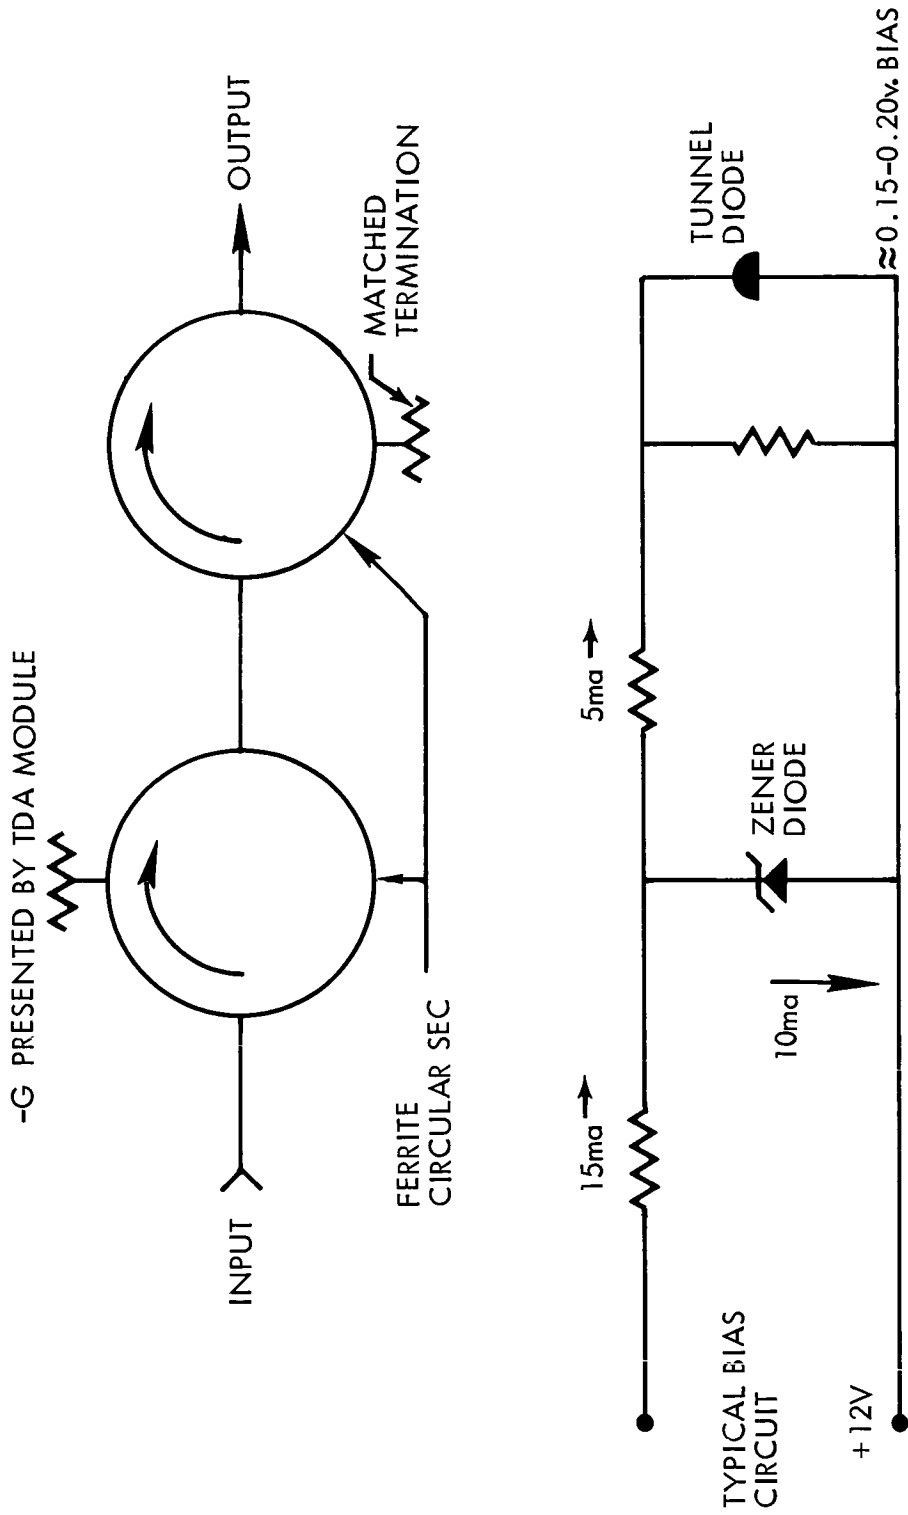 -G PRESENTED BY TDA MODULE
INPUT
OUTPUT
MATCHED
TERMINATION
FERRITE
CIRCULAR SEC
15ma
5ma
TYPICAL BIAS
CIRCUIT
10ma
ZENER
DIODE
TUNNEL
DIODE
+12V
≈0.15-0.20v. BIAS